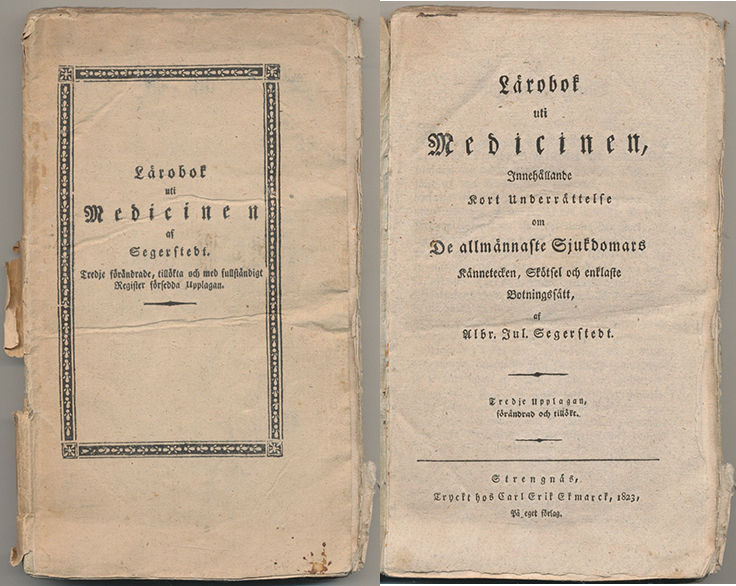 Lärobok
uti
Medicinen
af
Segerstedt.
Tredje förändrade, tillökta och med fullständigt
Register försedda Upplagan.
Lärobok
uti
Medicinen,
Innehållande
Kort Underrättelse
om
De allmännaste Sjukdomars
Kännetecken, Skötsel och enklaste
Botningssätt,
af
Albr. Jul. Segerstedt.
Tredje Upplagan,
förändrad och tillökt.
Strengnäs,
Tryckt hos Carl Erik Ekmarck, 1823,
På eget förlag.